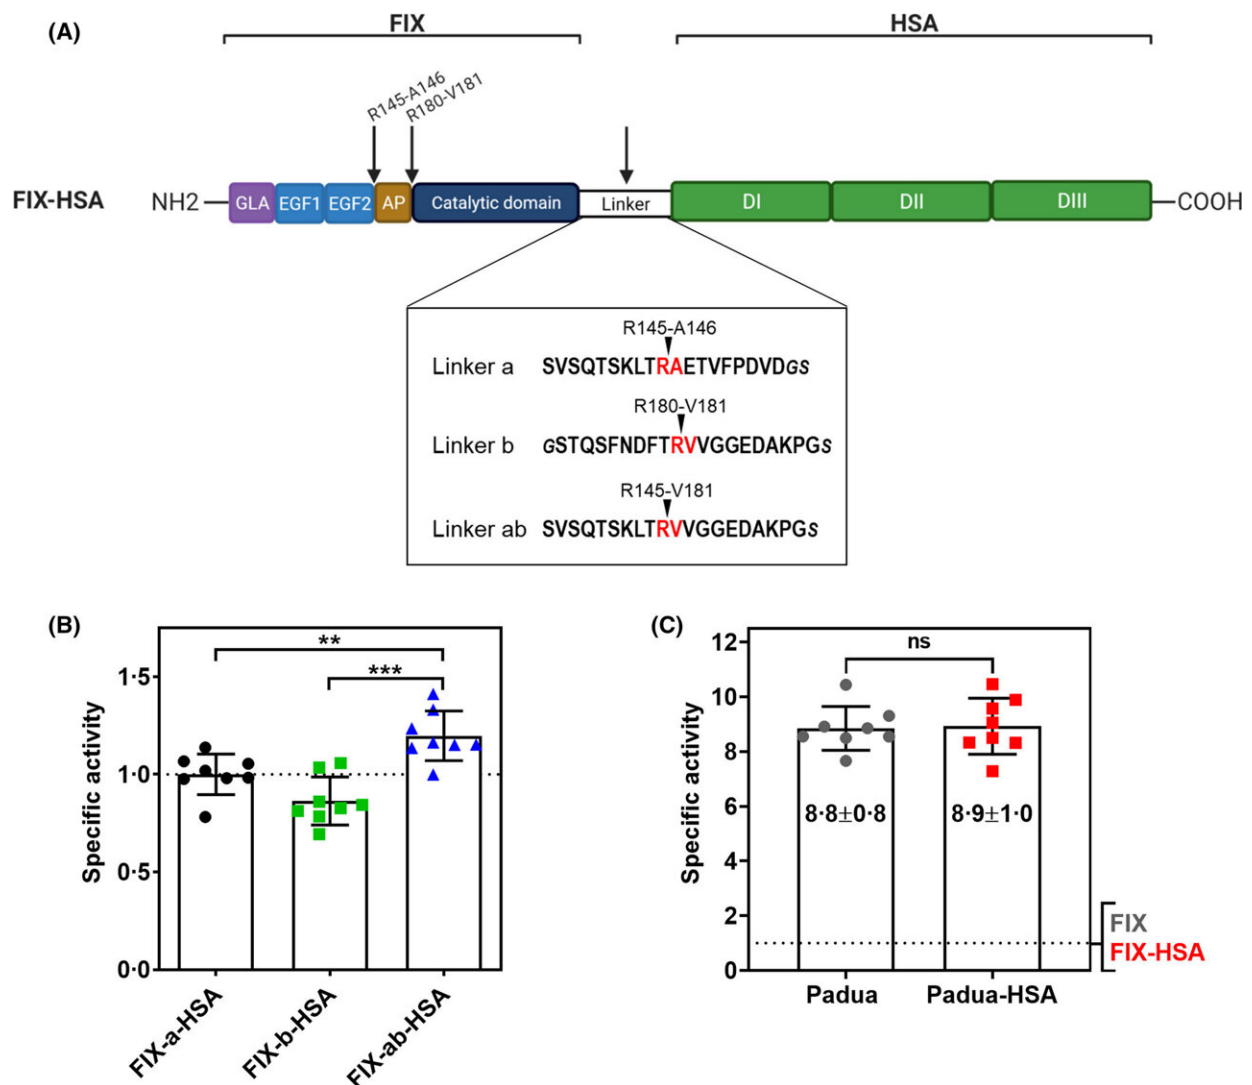 (A)
FIX
HSA
R145-A146
R180-V181
FIX-HSA
NH2
GLA
EGF1
EGF2
AP
Catalytic domain
Linker
DI
DII
DIII
COOH
R145-A146
Linker a SVSQTSKLTRAETVFPDVDGS
R180-V181
Linker b GSTQSFNDFTRVVGGEDAKPGS
R145-V181
Linker ab SVSQTSKLTRVVGGEDAKPGS
(B)
**
***
Specific activity
1·5
1·0
0·5
0·0
FIX-a-HSA
FIX-b-HSA
FIX-ab-HSA
(C)
ns
Specific activity
12
10
8
6
4
2
0
8·8±0·8
8·9±1·0
FIX
FIX-HSA
Padua
Padua-HSA